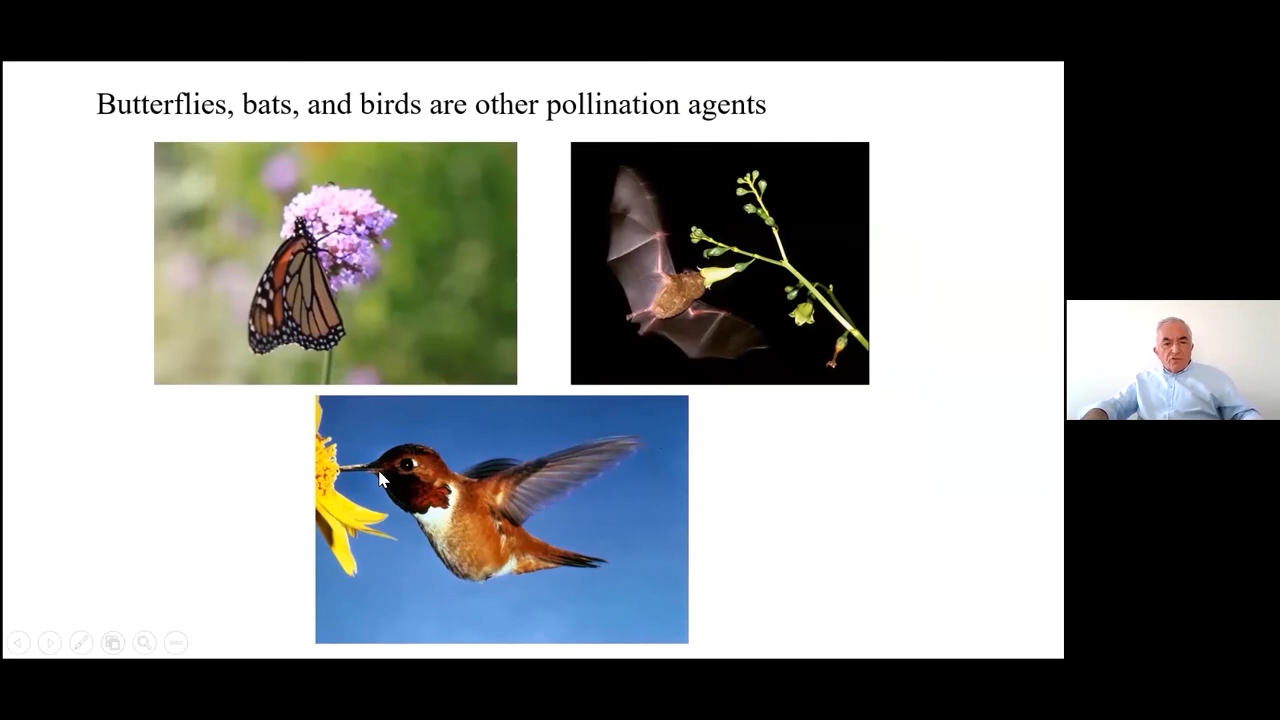 Butterflies, bats, and birds are other pollination agents